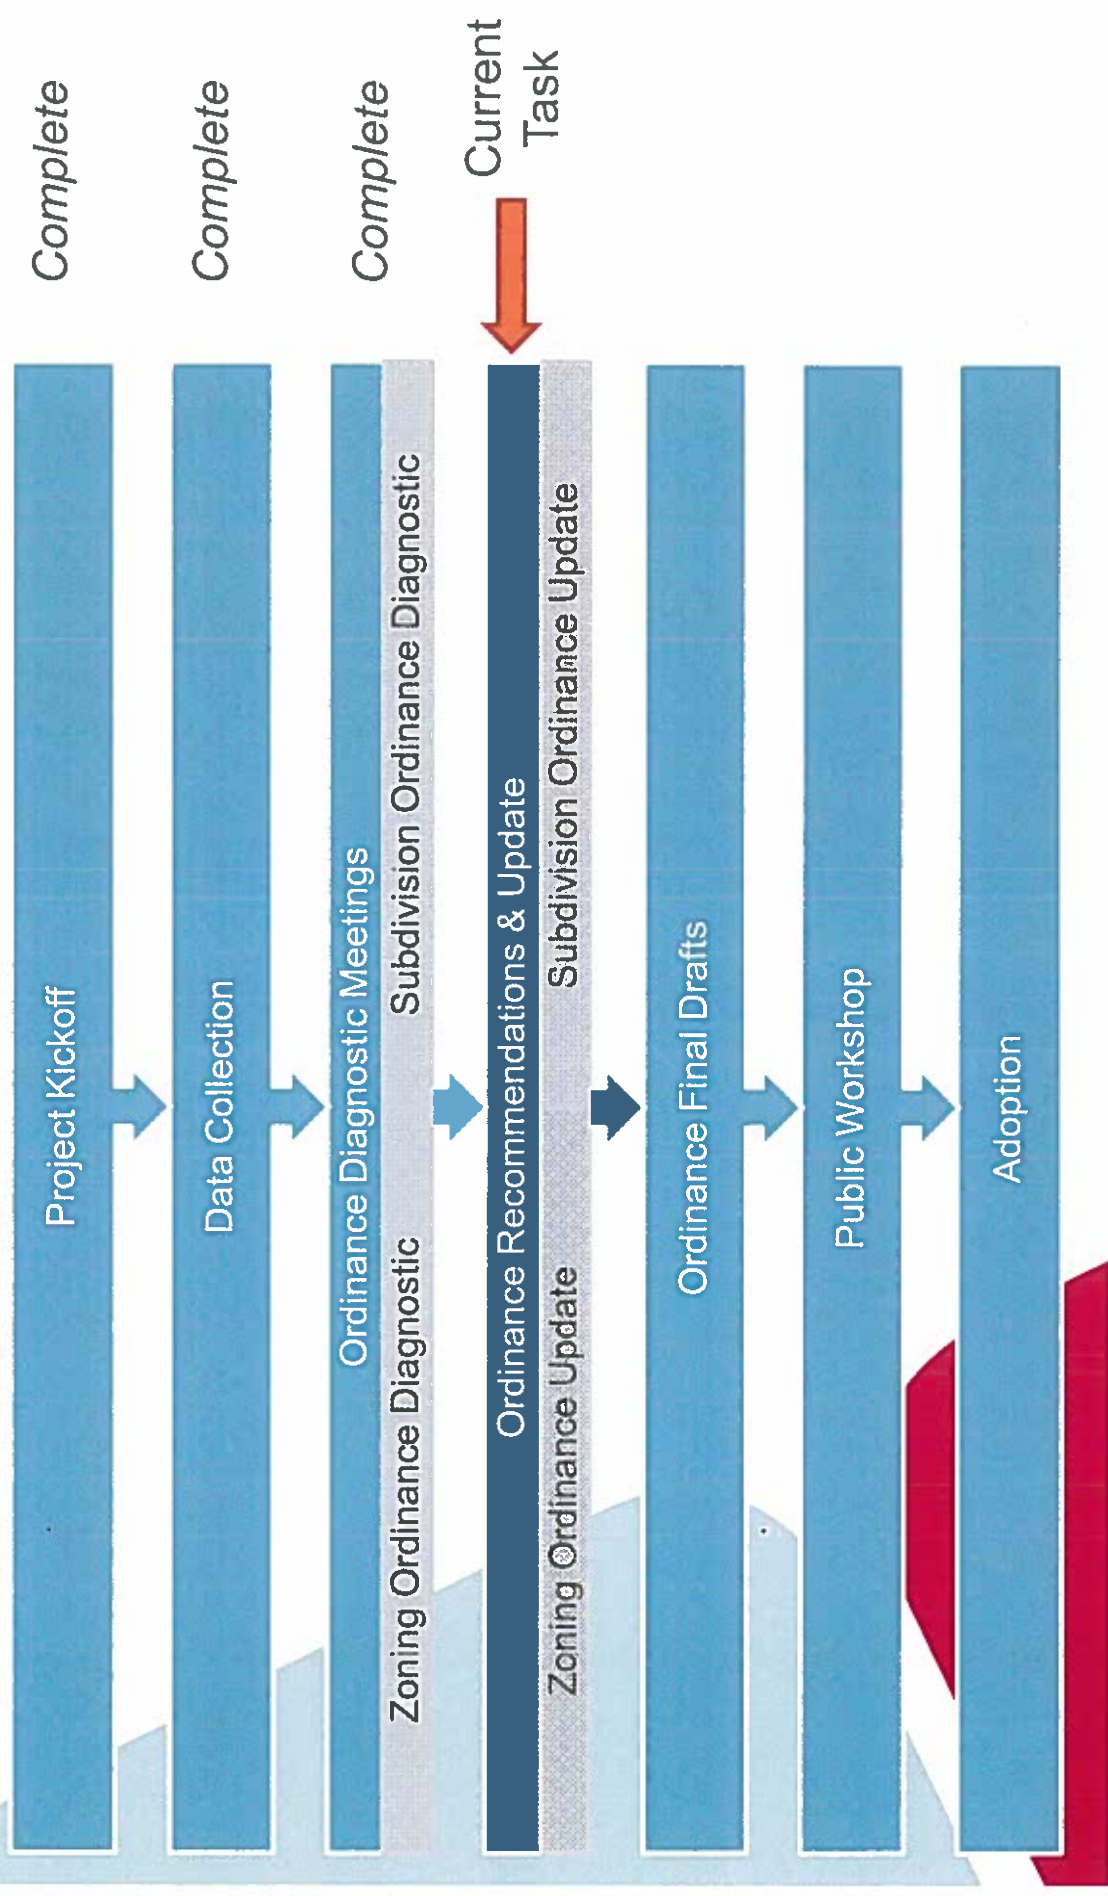 Project Kickoff
Complete
Data Collection
Complete
Ordinance Diagnostic Meetings
Complete
Zoning Ordinance Diagnostic
Subdivision Ordinance Diagnostic
Ordinance Recommendations & Update
Current
Task
Zoning Ordinance Update
Subdivision Ordinance Update
Ordinance Final Drafts
Public Workshop
Adoption